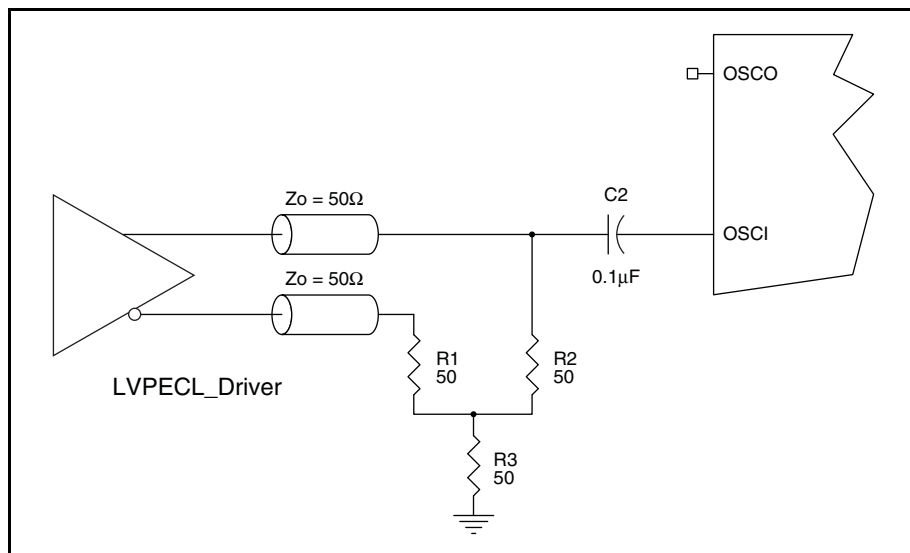 OSCO
Zo = 50Ω
C2
OSCI
0.1μF
Zo = 50Ω
R1
50
R2
50
LVPECL_Driver
R3
50